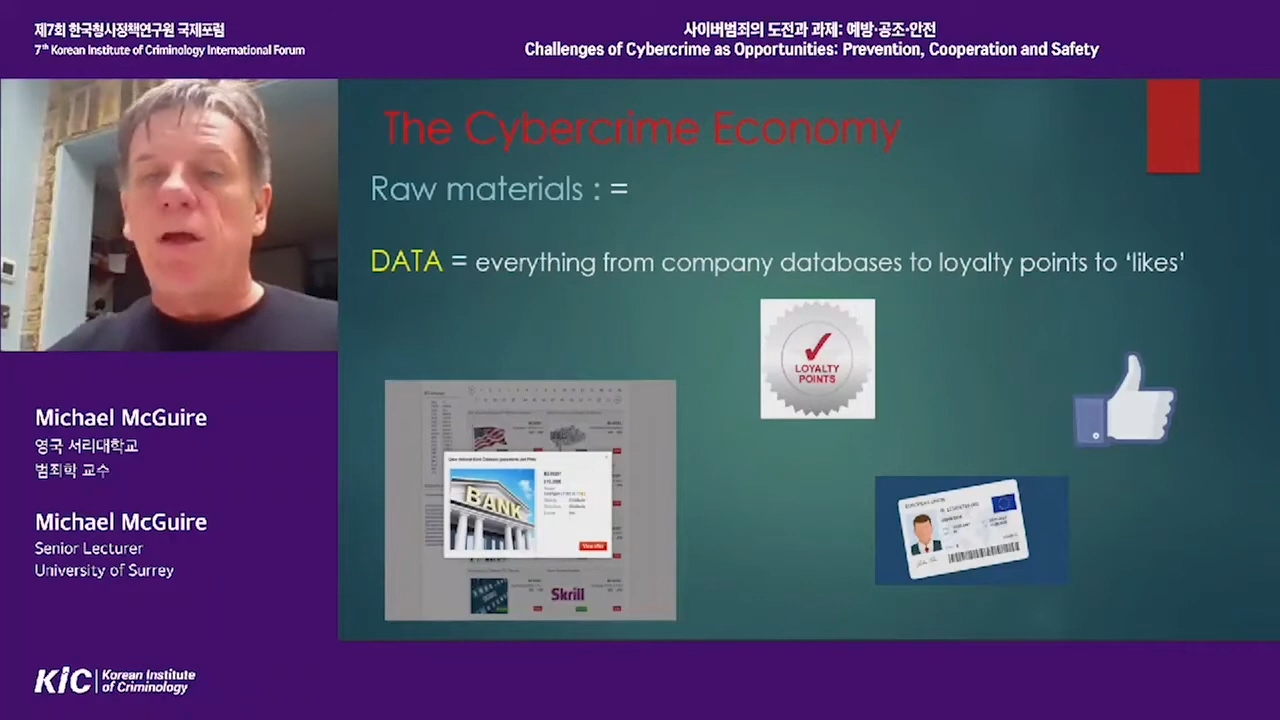 제7회 한국형사정책연구원 국제포럼
7th Korean Institute of Criminology International Forum
사이버범죄의 도전과 과제: 예방·공조·안전
Challenges of Cybercrime as Opportunities: Prevention, Cooperation and Safety
The Cybercrime Economy
Raw materials : =
DATA = everything from company databases to loyalty points to ‘likes’
LOYALTY
POINTS
BANK
Skrill
EUROPEAN UNION
Michael McGuire
영국 서리대학교
범죄학 교수
Michael McGuire
Senior Lecturer
University of Surrey
KIC
Korean Institute
of Criminology